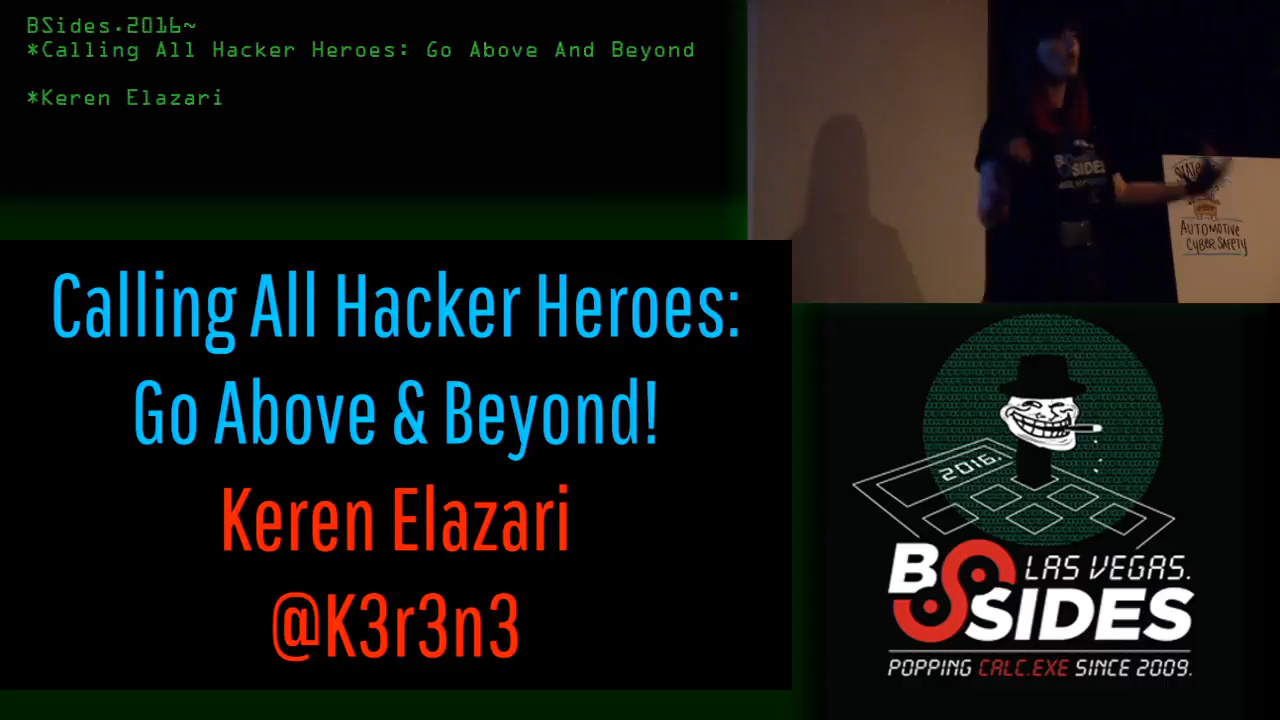 BSides.2016~
*Calling All Hacker Heroes: Go Above And Beyond
*Keren Elazari
Calling All Hacker Heroes:
Go Above & Beyond!
Keren Elazari
@K3r3n3
SIDES
AUTOMOTIVE
CYBER SAFETY
2016.
BSIDES
LAS VEGAS.
POPPING CALC.EXE SINCE 2009.